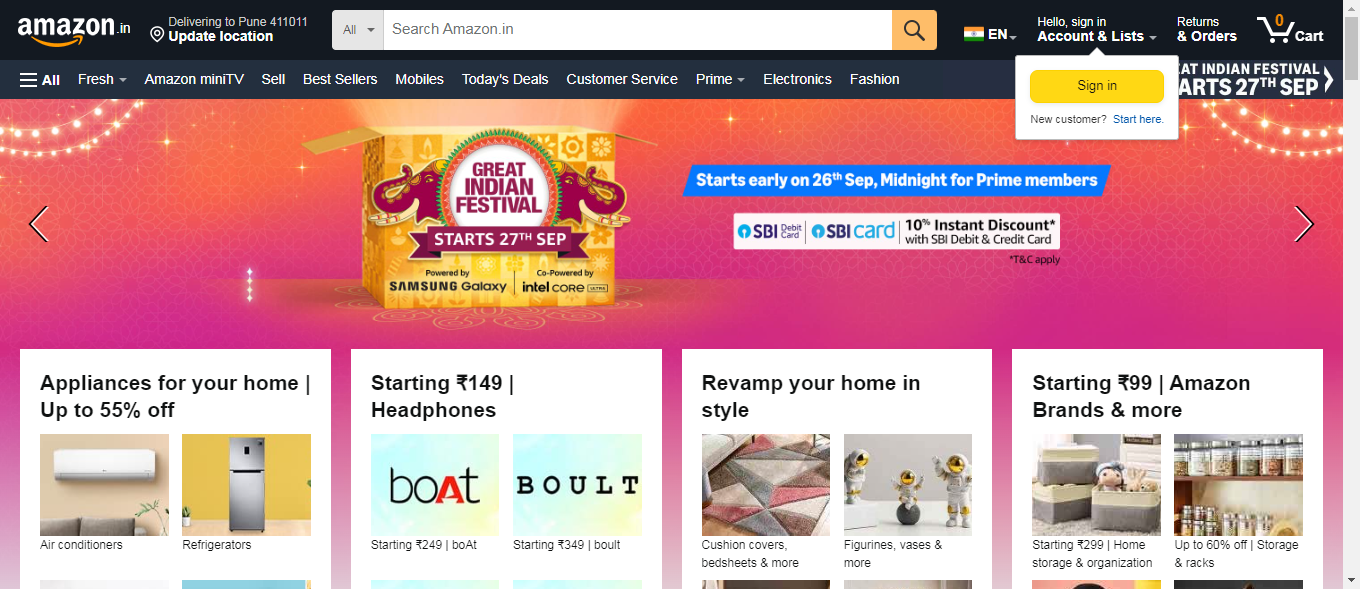 amazon.in
Delivering to Pune 411011
Update location
All
Search Amazon.in
EN
Hello, sign in
Account & Lists
Returns
& Orders
0
Cart
All
Fresh
Amazon miniTV
Sell
Best Sellers
Mobiles
Today's Deals
Customer Service
Prime
Electronics
Fashion
EAT INDIAN FESTIVAL
ARTS 27TH SEP
Sign in
New customer? Start here.
GREAT
INDIAN
FESTIVAL
STARTS 27TH SEP
Powered by
SAMSUNG Galaxy
Co-Powered by
intel CORE ULTRA
Starts early on 26th Sep, Midnight for Prime members
SBI Debit Card
SBI card
10% Instant Discount*
with SBI Debit & Credit Card
*T&C apply
Appliances for your home |
Up to 55% off
Air conditioners
Refrigerators
Starting ₹149 |
Headphones
boAt
BOULT
Starting ₹249 | boAt
Starting ₹349 | boult
Revamp your home in
style
Cushion covers,
bedsheets & more
Figurines, vases &
more
Starting ₹99 | Amazon
Brands & more
Starting ₹299 | Home
storage & organization
Up to 60% off | Storage
& racks